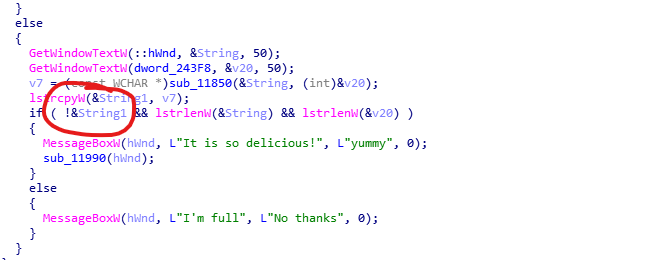 }
else
{
GetWindowTextW(::hWnd, &String, 50);
GetWindowTextW(dword_243F8, &v20, 50);
v7 = (const WCHAR *)sub_11850(&String, (int)&v20);
lstrcpyW(&String1, v7);
if ( !&String1 && lstrlenW(&String) && lstrlenW(&v20) )
{
MessageBoxW(hWnd, L"It is so delicious!", L"yummy", 0);
sub_11990(hWnd);
}
else
{
MessageBoxW(hWnd, L"I'm full", L"No thanks", 0);
}
}